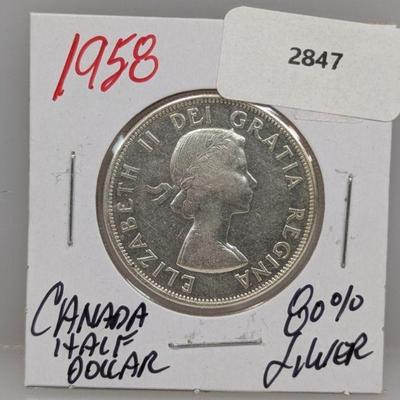 1958
2847
ELIZABETH II DEI GRATIA REGINA
CANADA
HALF
DOLLAR
80%
SILVER